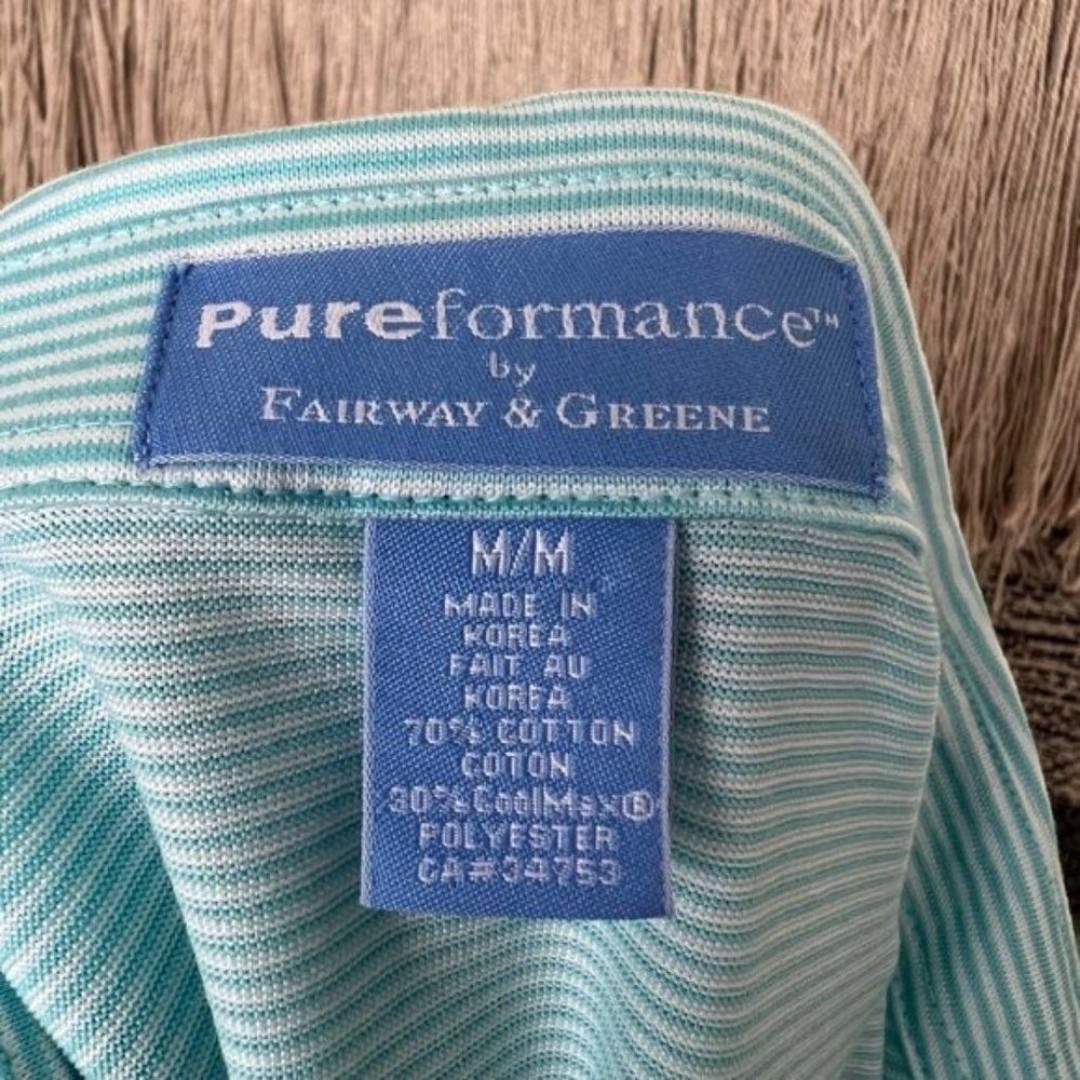 Pureformance™
by
FAIRWAY & GREENE
M/M
MADE IN
KOREA
FAIT AU
KOREA
70% COTTON
COTON
30% CoolMax®
POLYESTER
CA#34753